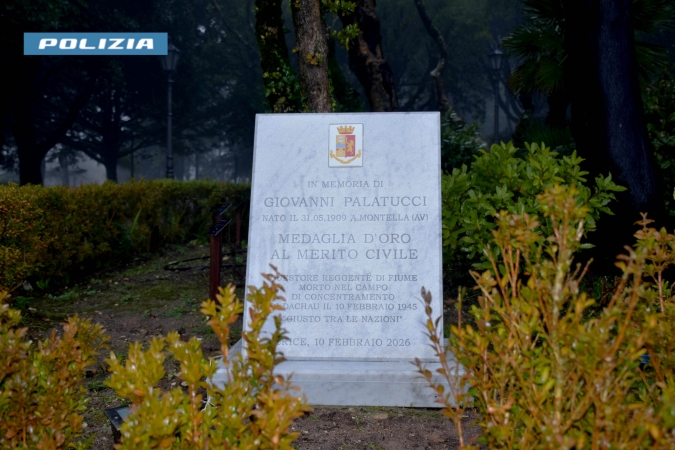 POLIZIA
IN MEMORIA DI
GIOVANNI PALATUCCI
NATO IL 31.05.1909 A MONTELLA (AV)
MEDAGLIA D'ORO
AL MERITO CIVILE
REGGENTE DI FIUME
MORTO NEL CAMPO
DI CONCENTRAMENTO
DACHAU IL 10 FEBBRAIO 1945
GIUSTO TRA LE NAZIONI"
10 FEBBRAIO 2026